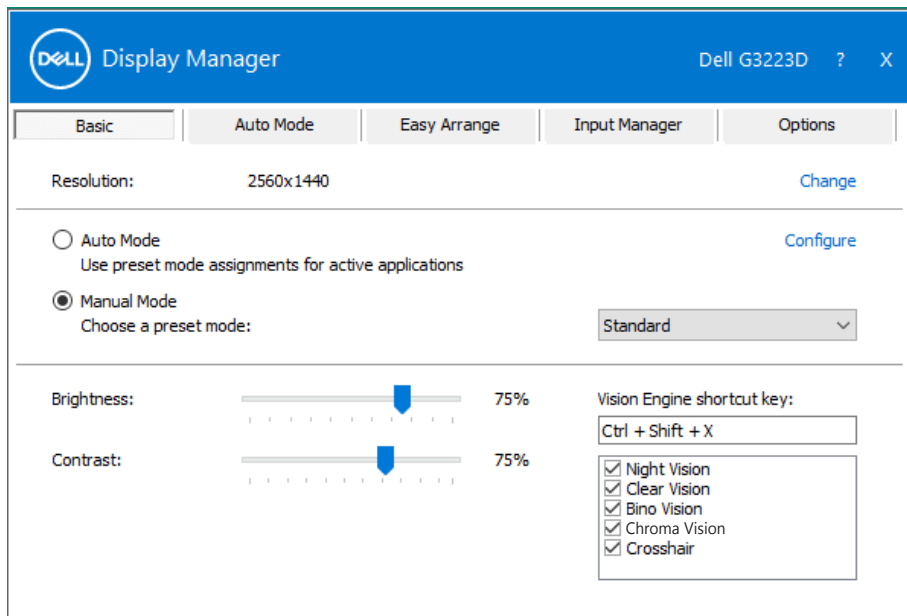 DELL Display Manager Dell G3223D ? X
Basic Auto Mode Easy Arrange Input Manager Options
Resolution: 2560x1440 Change
Auto Mode Configure
Use preset mode assignments for active applications
Manual Mode
Choose a preset mode: Standard
Brightness: 75% Vision Engine shortcut key:
Ctrl + Shift + X
Contrast: 75%
Night Vision
Clear Vision
Bino Vision
Chroma Vision
Crosshair